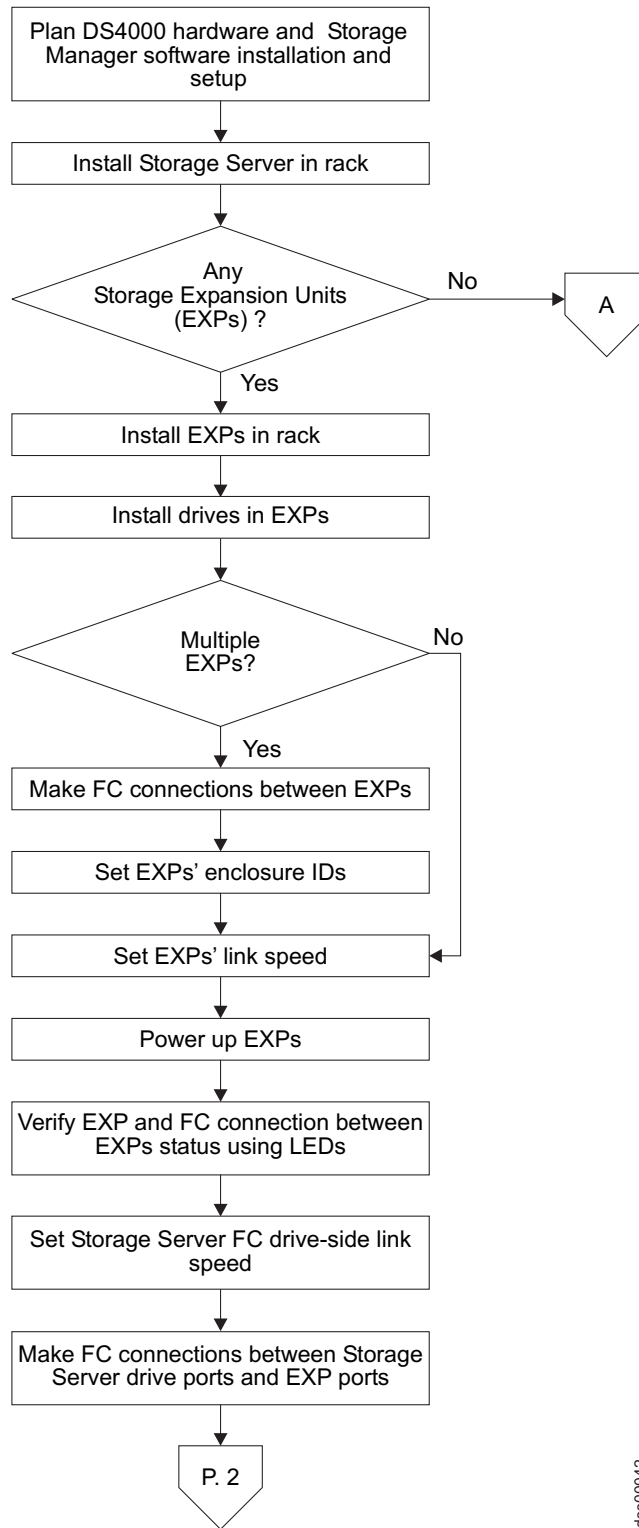 Plan DS4000 hardware and Storage
Manager software installation and
setup
Install Storage Server in rack
Any
Storage Expansion Units
(EXPs) ?
No
A
Yes
Install EXPs in rack
Install drives in EXPs
Multiple
EXPs?
No
Yes
Make FC connections between EXPs
Set EXPs’ enclosure IDs
Set EXPs’ link speed
Power up EXPs
Verify EXP and FC connection between
EXPs status using LEDs
Set Storage Server FC drive-side link
speed
Make FC connections between Storage
Server drive ports and EXP ports
P. 2